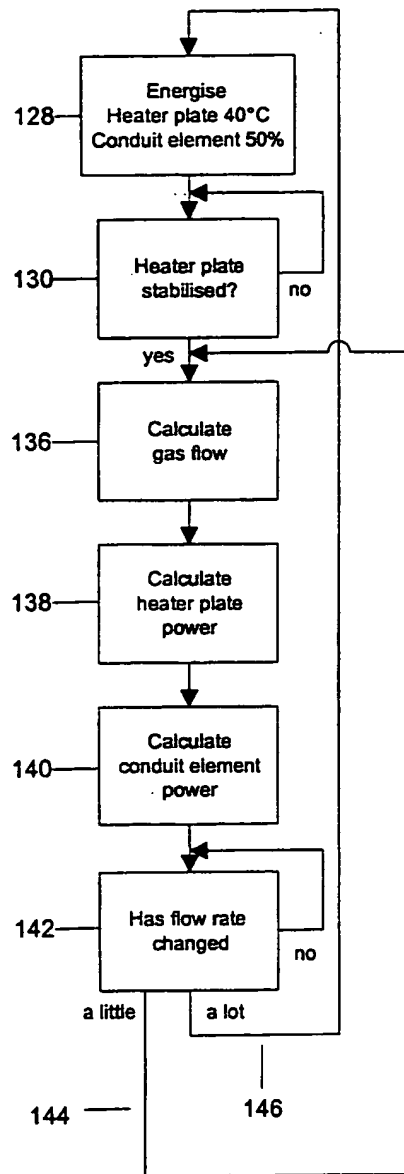 Energise
Heater plate 40°C
Conduit element 50%
128
Heater plate
stabilised?
130
no
yes
Calculate
gas flow
136
Calculate
heater plate
power
138
Calculate
conduit element
power
140
Has flow rate
changed
142
no
a little
a lot
144
146